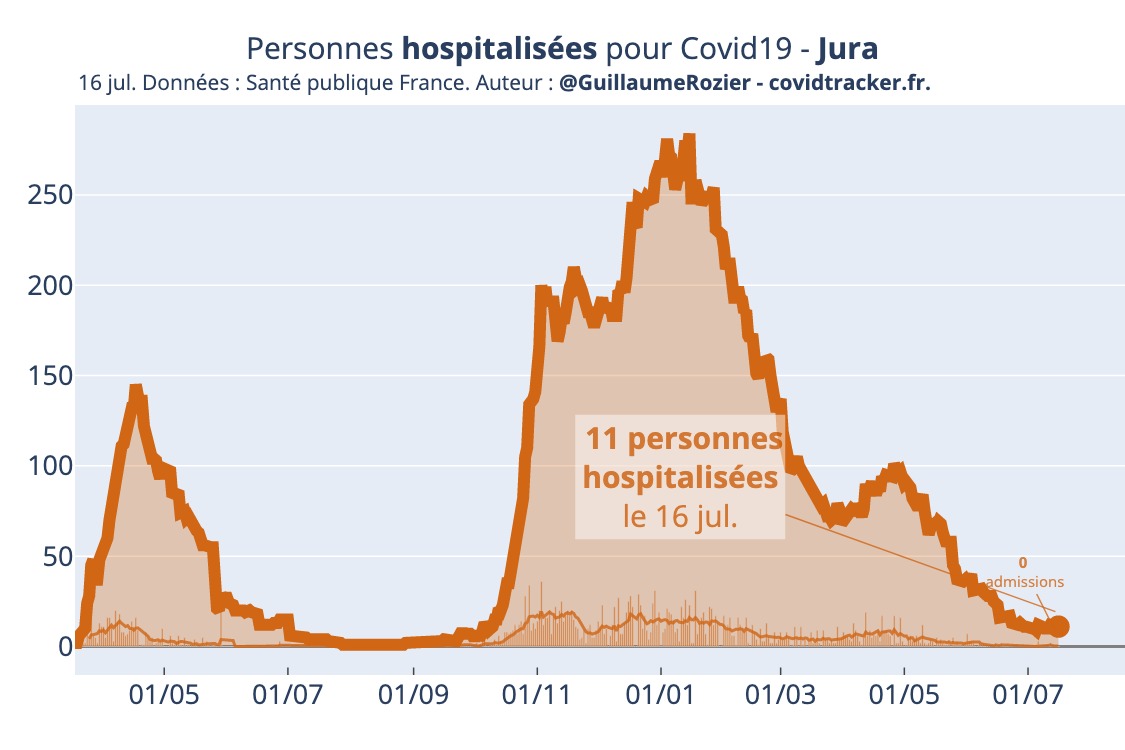 Personnes hospitalisées pour Covid19 - Jura
16 jul. Données : Santé publique France. Auteur : @GuillaumeRozier - covidtracker.fr.
250
200
150
100
50
0
11 personnes
hospitalisées
le 16 jul.
0
admissions
01/05
01/07
01/09
01/11
01/01
01/03
01/05
01/07